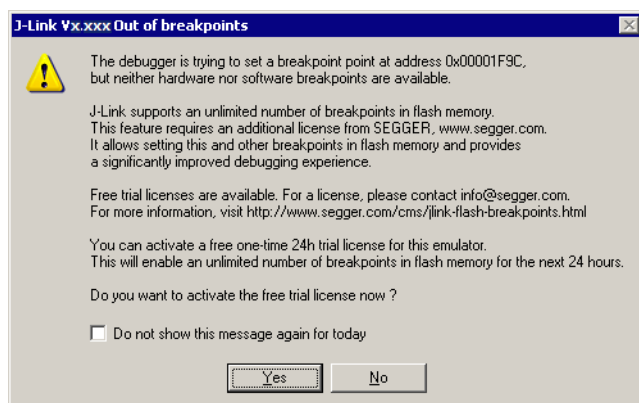 J-Link Vx.xxx Out of breakpoints
The debugger is trying to set a breakpoint point at address 0x00001F9C,
but neither hardware nor software breakpoints are available.
J-Link supports an unlimited number of breakpoints in flash memory.
This feature requires an additional license from SEGGER, www.segger.com.
It allows setting this and other breakpoints in flash memory and provides
a significantly improved debugging experience.
Free trial licenses are available. For a license, please contact info@segger.com.
For more information, visit http://www.segger.com/cms/jlink-flash-breakpoints.html
You can activate a free one-time 24h trial license for this emulator.
This will enable an unlimited number of breakpoints in flash memory for the next 24 hours.
Do you want to activate the free trial license now ?
Do not show this message again for today
Yes
No